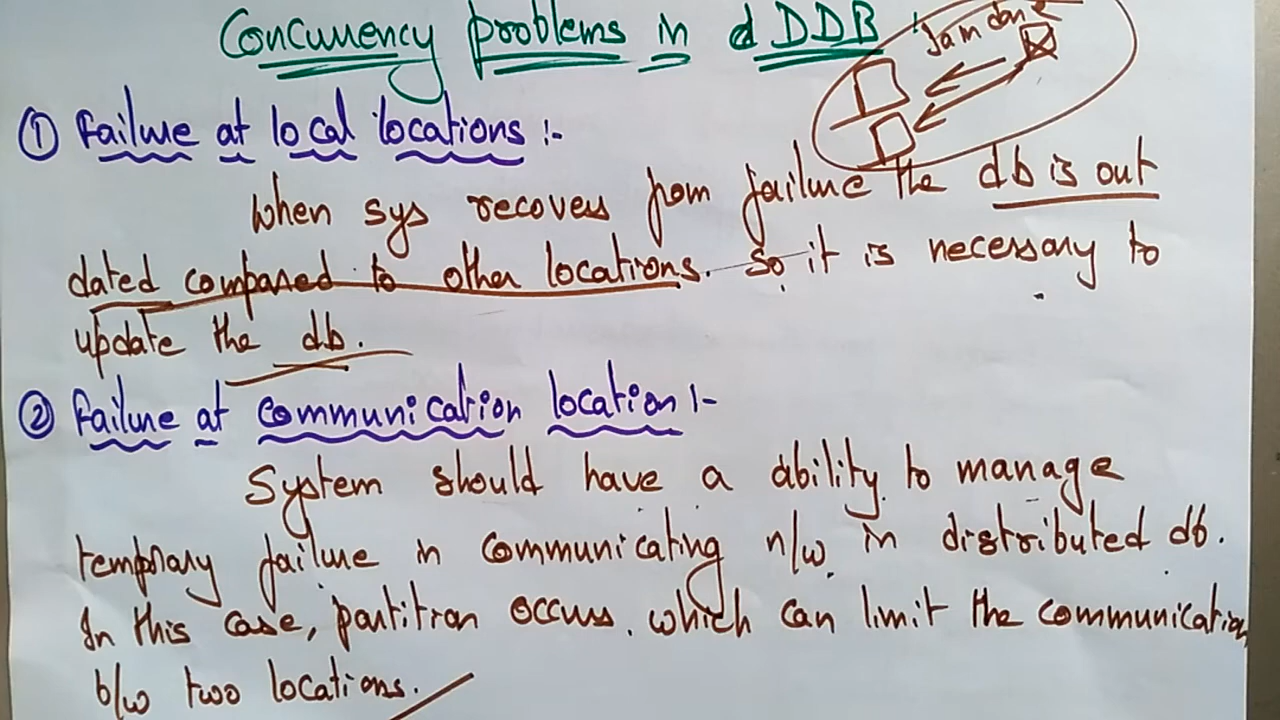 Concurrency problems in d DDB
I am done
① Failure at local locations :-
When sys recovers from failure the db is out
dated compared to other locations. So it is necessary to
update the db.
② Failure at communication location :-
System should have a ability to manage
temprary failure in communicating n/w in distributed db.
In this case, partition occurs. which can limit the communication
b/w two locations.